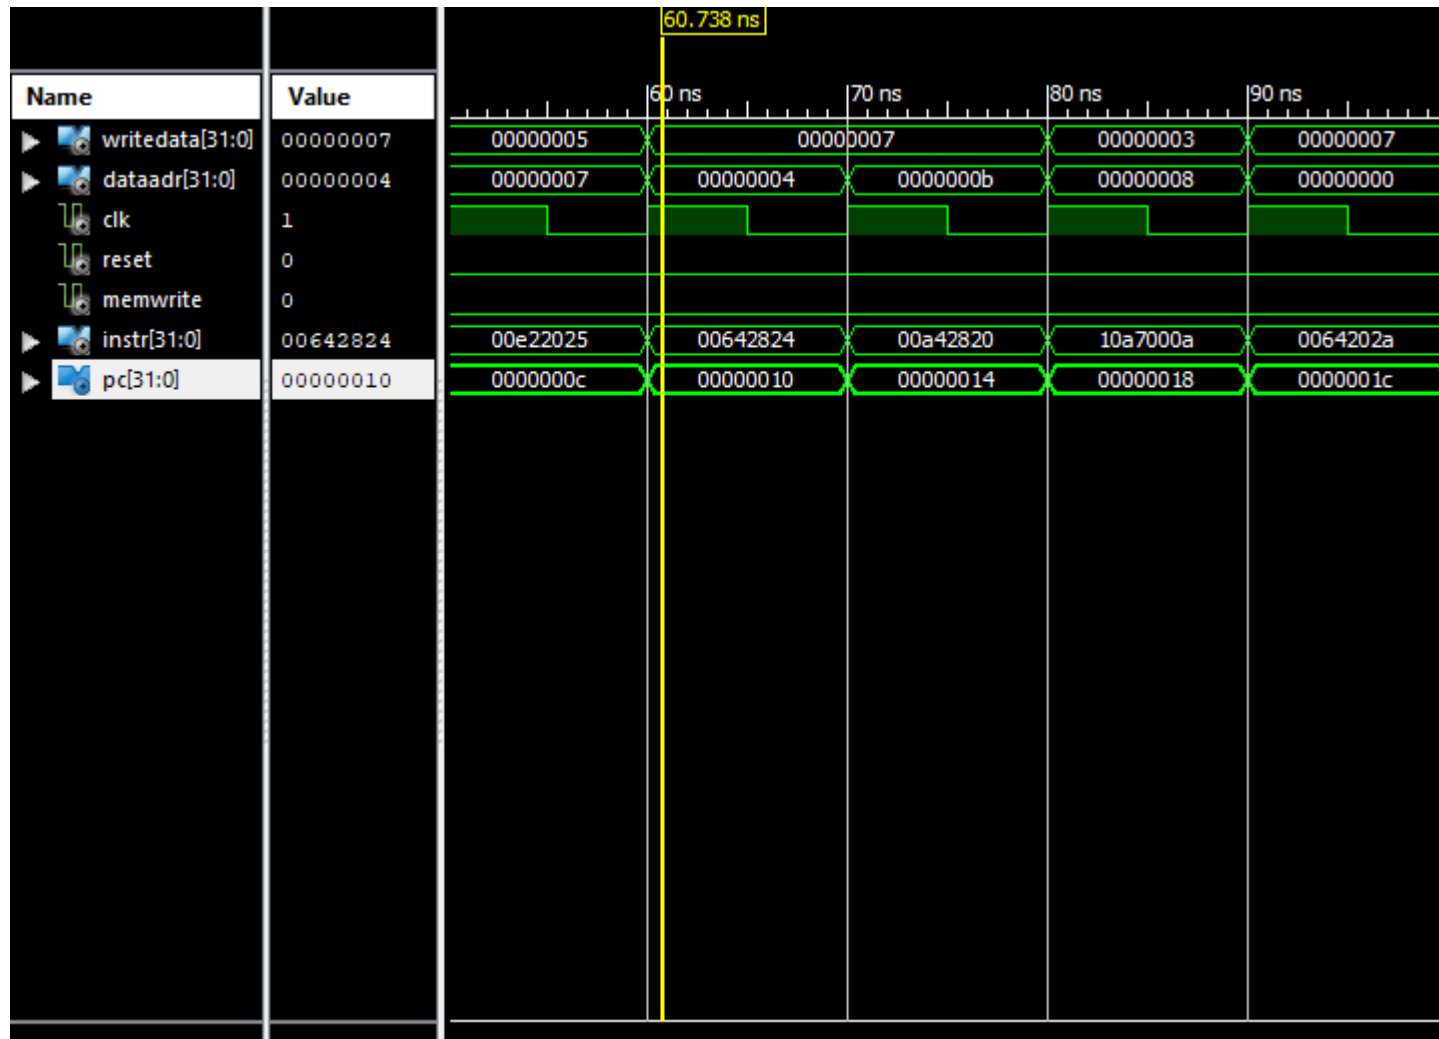 60.738 ns
Name Value 60 ns 70 ns 80 ns 90 ns
writedata[31:0] 00000007 00000005 00000007 00000003 00000007
dataadr[31:0] 00000004 00000007 00000004 0000000b 00000008 00000000
clk 1
reset 0
memwrite 0
instr[31:0] 00642824 00e22025 00642824 00a42820 10a7000a 0064202a
pc[31:0] 00000010 0000000c 00000010 00000014 00000018 0000001c